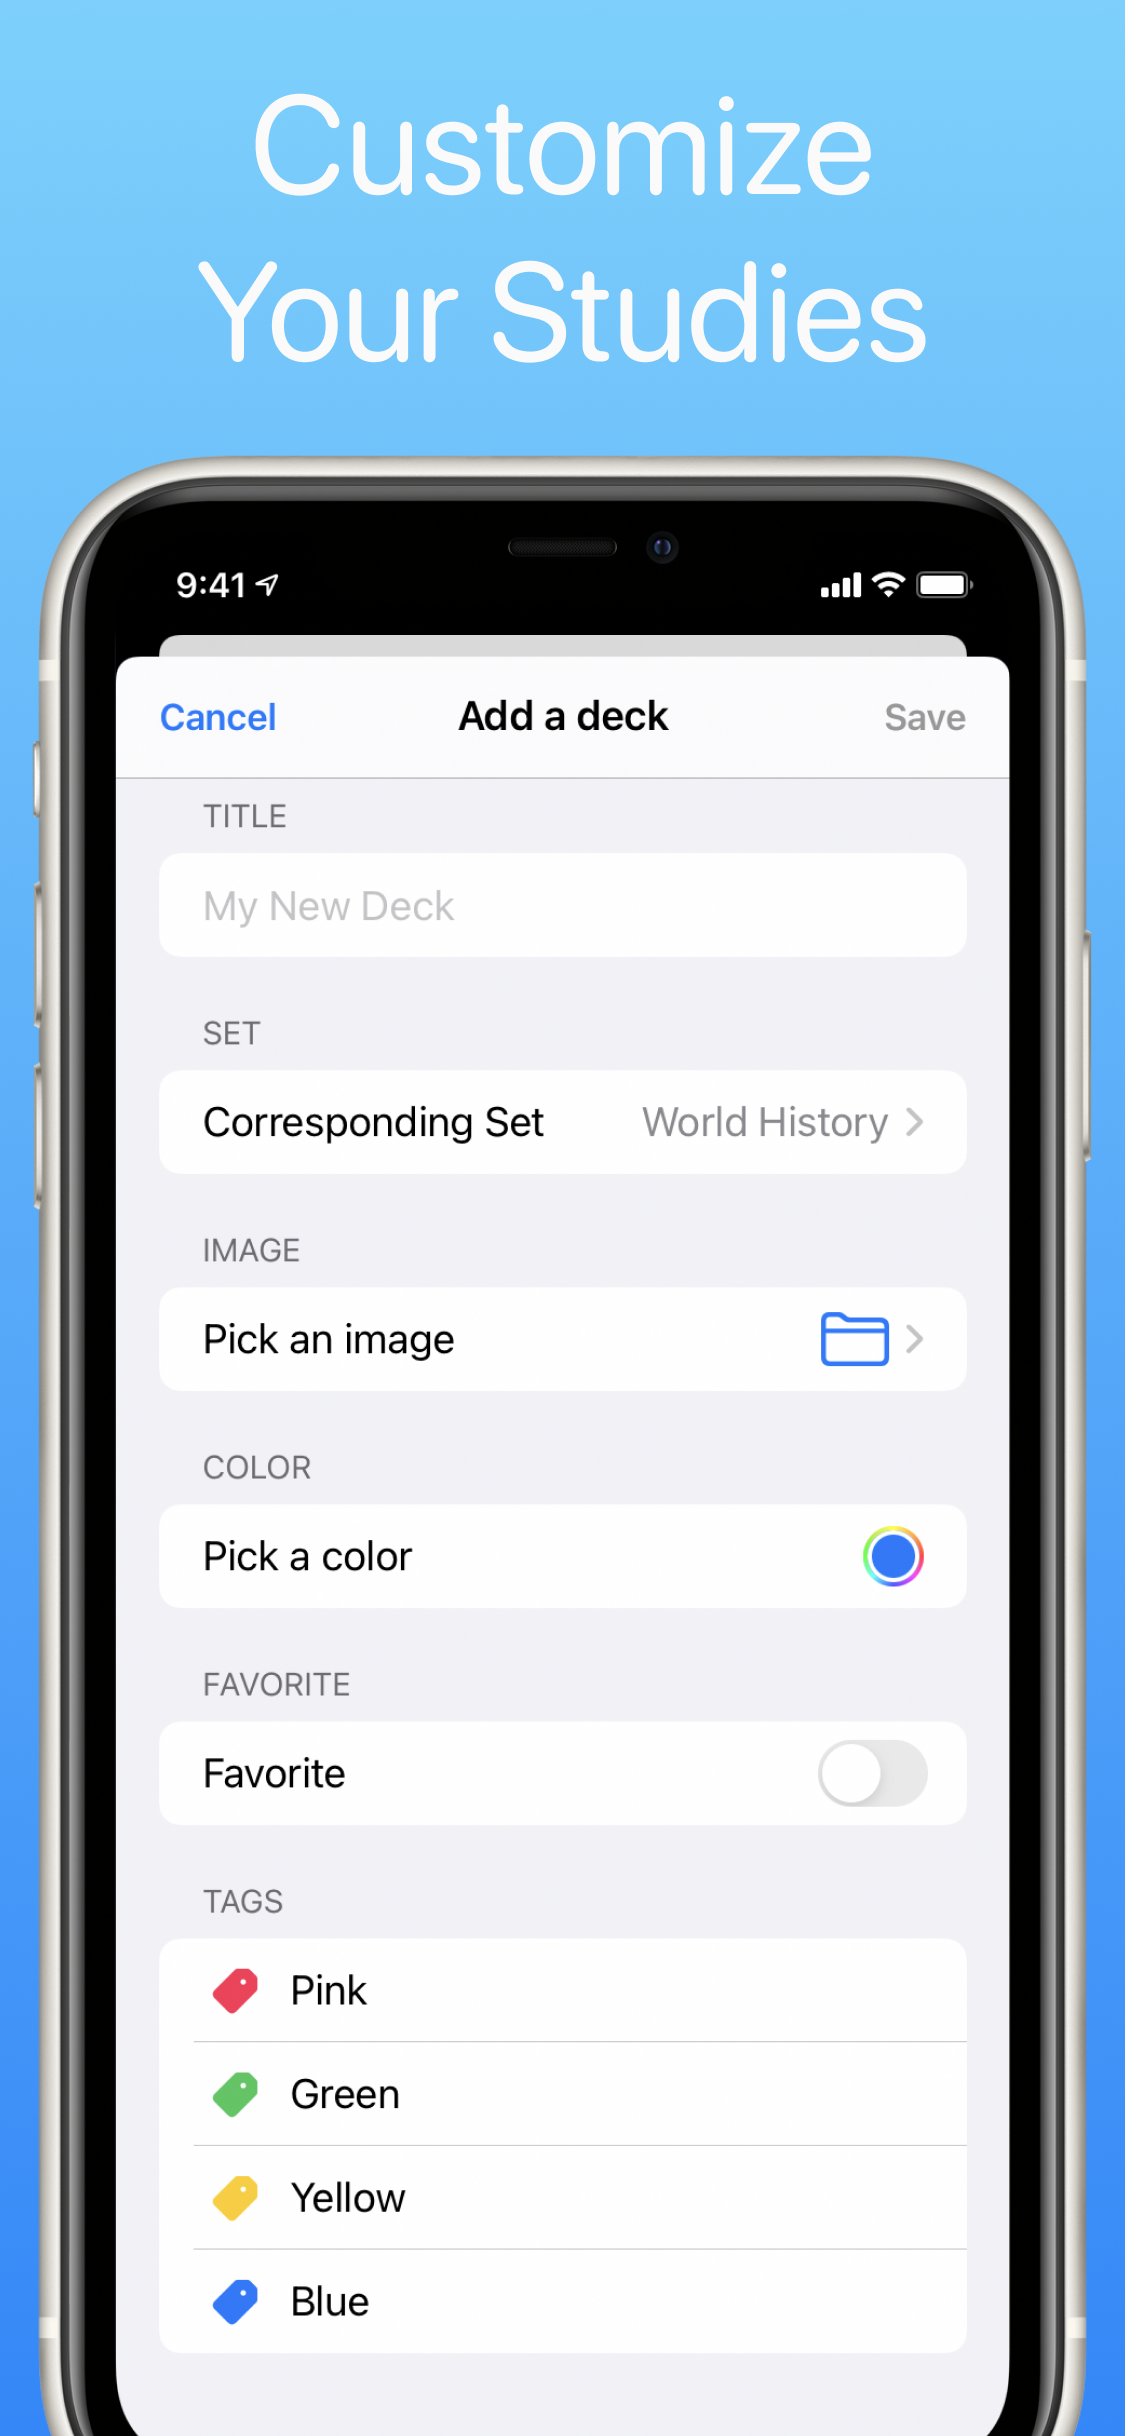 Customize
Your Studies
9:41
Cancel Add a deck Save
TITLE
My New Deck
SET
Corresponding Set World History
IMAGE
Pick an image
COLOR
Pick a color
FAVORITE
Favorite
TAGS
Pink
Green
Yellow
Blue